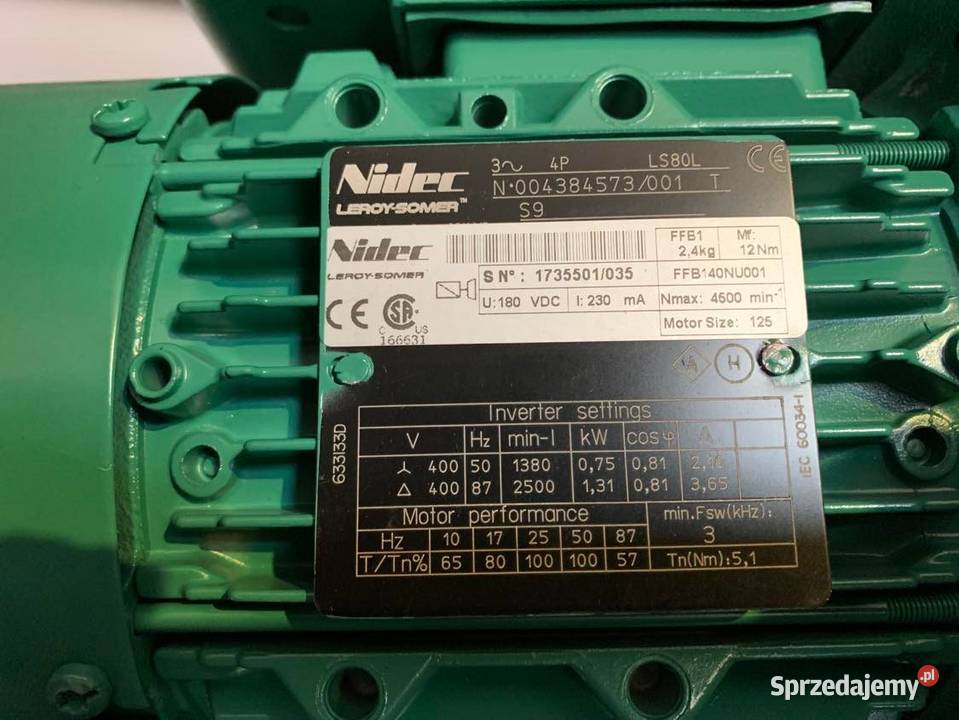 Nidec
LEROY-SOMER™
3~ 4P LS80L
N•004384573/001 T
S9
CE
Nidec
LEROY-SOMER
S N° : 1735501/035
U:180 VDC I: 230 mA
FFB1 Mf:
2,4kg 12Nm
FFB140NU001
Nmax: 4500 min-1
Motor Size: 125
CE
SA
C US
166631
H
633133D
IEC 60034-1
Inverter settings
V Hz min-1 kW cos φ A
400 50 1380 0,75 0,81
Δ 400 87 2500 1,31 0,81 3,65
Motor performance
min.Fsw(kHz):
3
Hz 10 17 25 50 87
T/Tn% 65 80 100 100 57
Tn(Nm):5,1
Sprzedajemy.pl